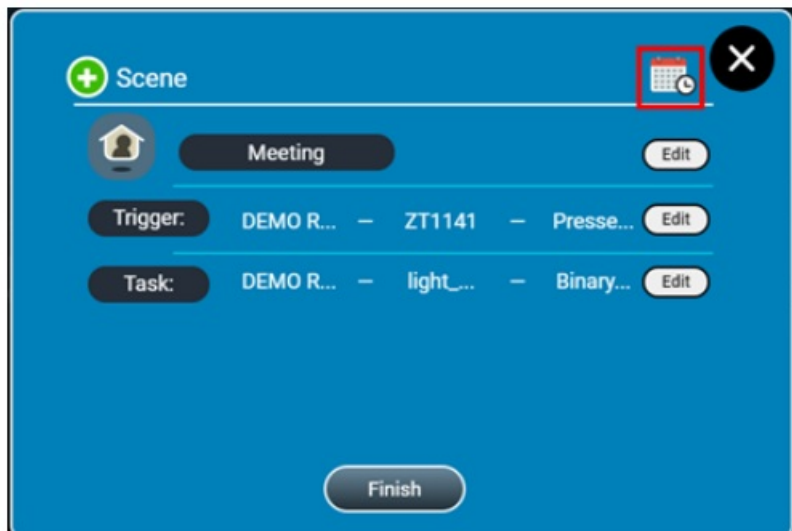 Scene
Meeting Edit
Trigger: DEMO R... – ZT1141 – Presse... Edit
Task: DEMO R... – light_... – Binary... Edit
Finish